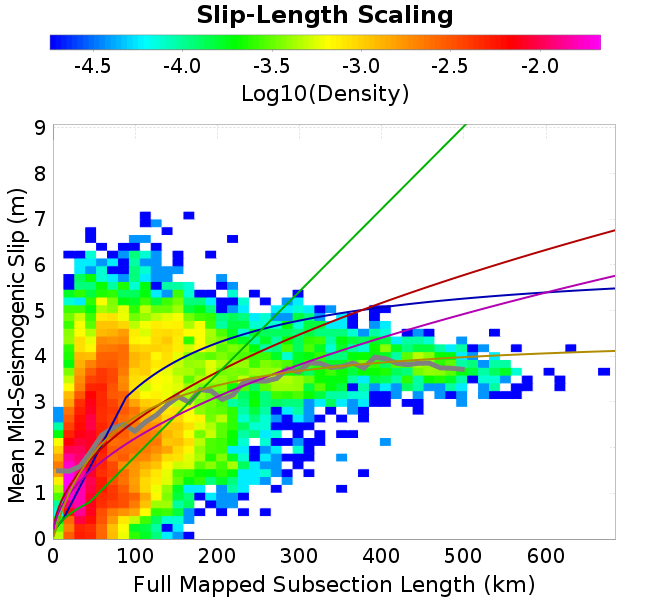 Slip-Length Scaling
-4.5 -4.0 -3.5 -3.0 -2.5 -2.0
Log10(Density)
Mean Mid-Seismogenic Slip (m)
9
8
7
6
5
4
3
2
1
0
0 100 200 300 400 500 600
Full Mapped Subsection Length (km)